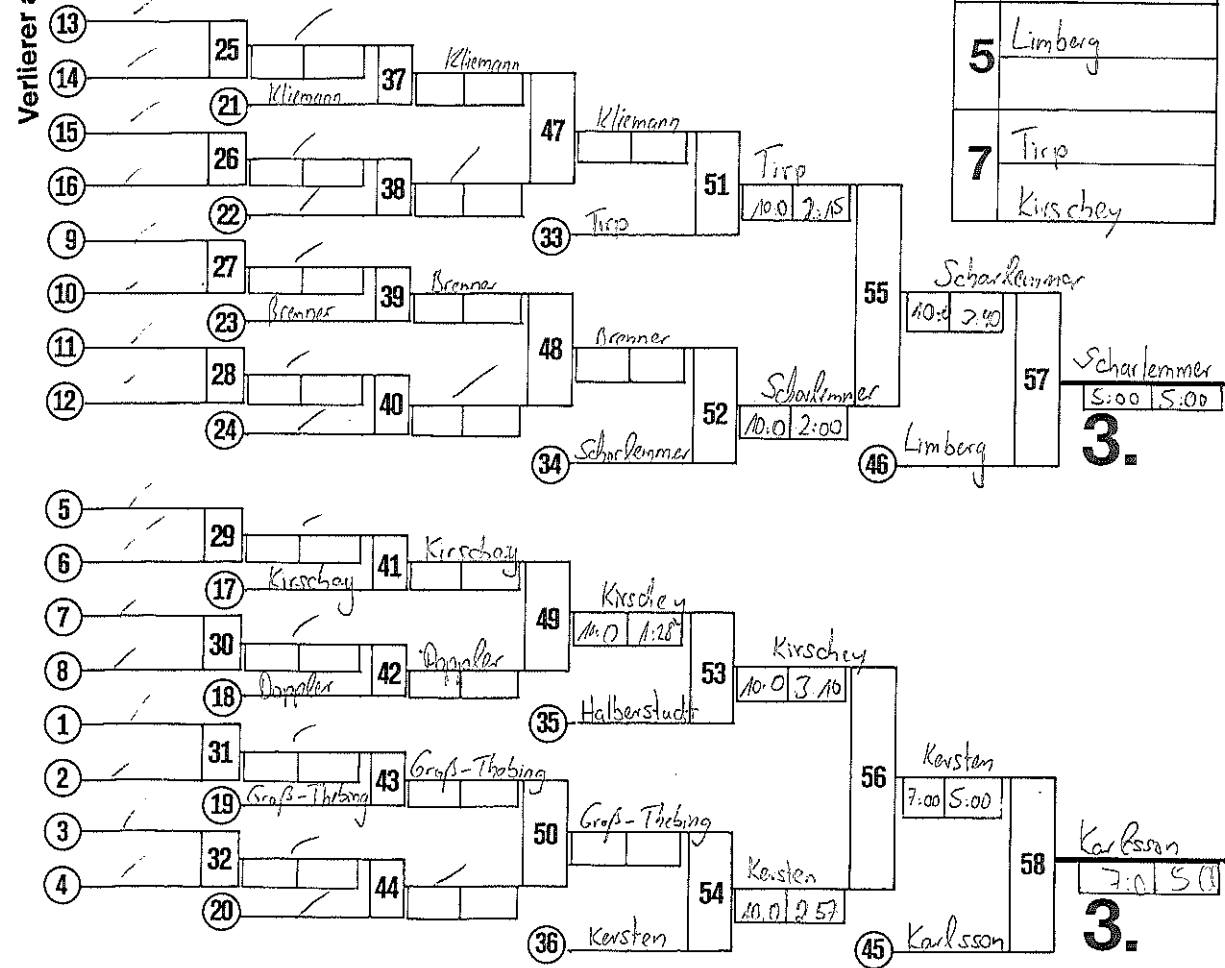 Verlierer
13
25
14
21 Kliemann
37
Kliemann
15
26
16
22
38
47
Kliemann
33 Tirp
51
Tirp
10:0 2:15
9
27
10
23 Brenner
39
Brenner
11
28
12
24
40
48
Brenner
34 Scharlemmer
52
Scharlemmer
10:0 2:00
55
Scharlemmer
46 Limberg
57
Scharlemmer
5:00 5:00
3.
5 Limberg
7 Tirp
Kirschey
5
29
6
17 Kirschey
41
Kirschey
7
30
8
18 Doppler
42
Doppler
49
Kirschey
10:0 1:28
35 Halberstadt
53
Kirschey
10:0 3:10
1
31
2
19 Groß-Thebing
43
Groß-Thebing
3
32
4
20
44
50
Groß-Thebing
36 Kersten
54
Kersten
10:0 2 57
56
Kersten
7:00 5:00
45 Karlsson
58
Karlsson
3.